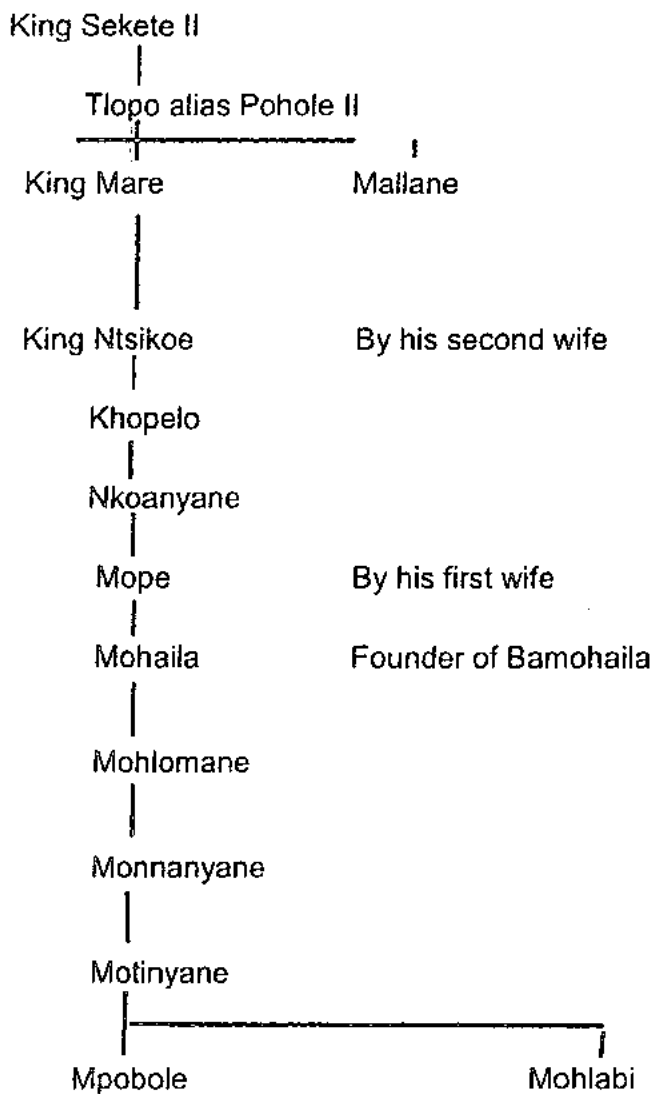 King Sekete II
Tlopo alias Pohole II
King Mare Mallane
King Ntsikoe By his second wife
Khopelo
Nkoanyane
Mope By his first wife
Mohaila Founder of Bamohaila
Mohlomane
Monnanyane
Motinyane
Mpobole Mohlabi